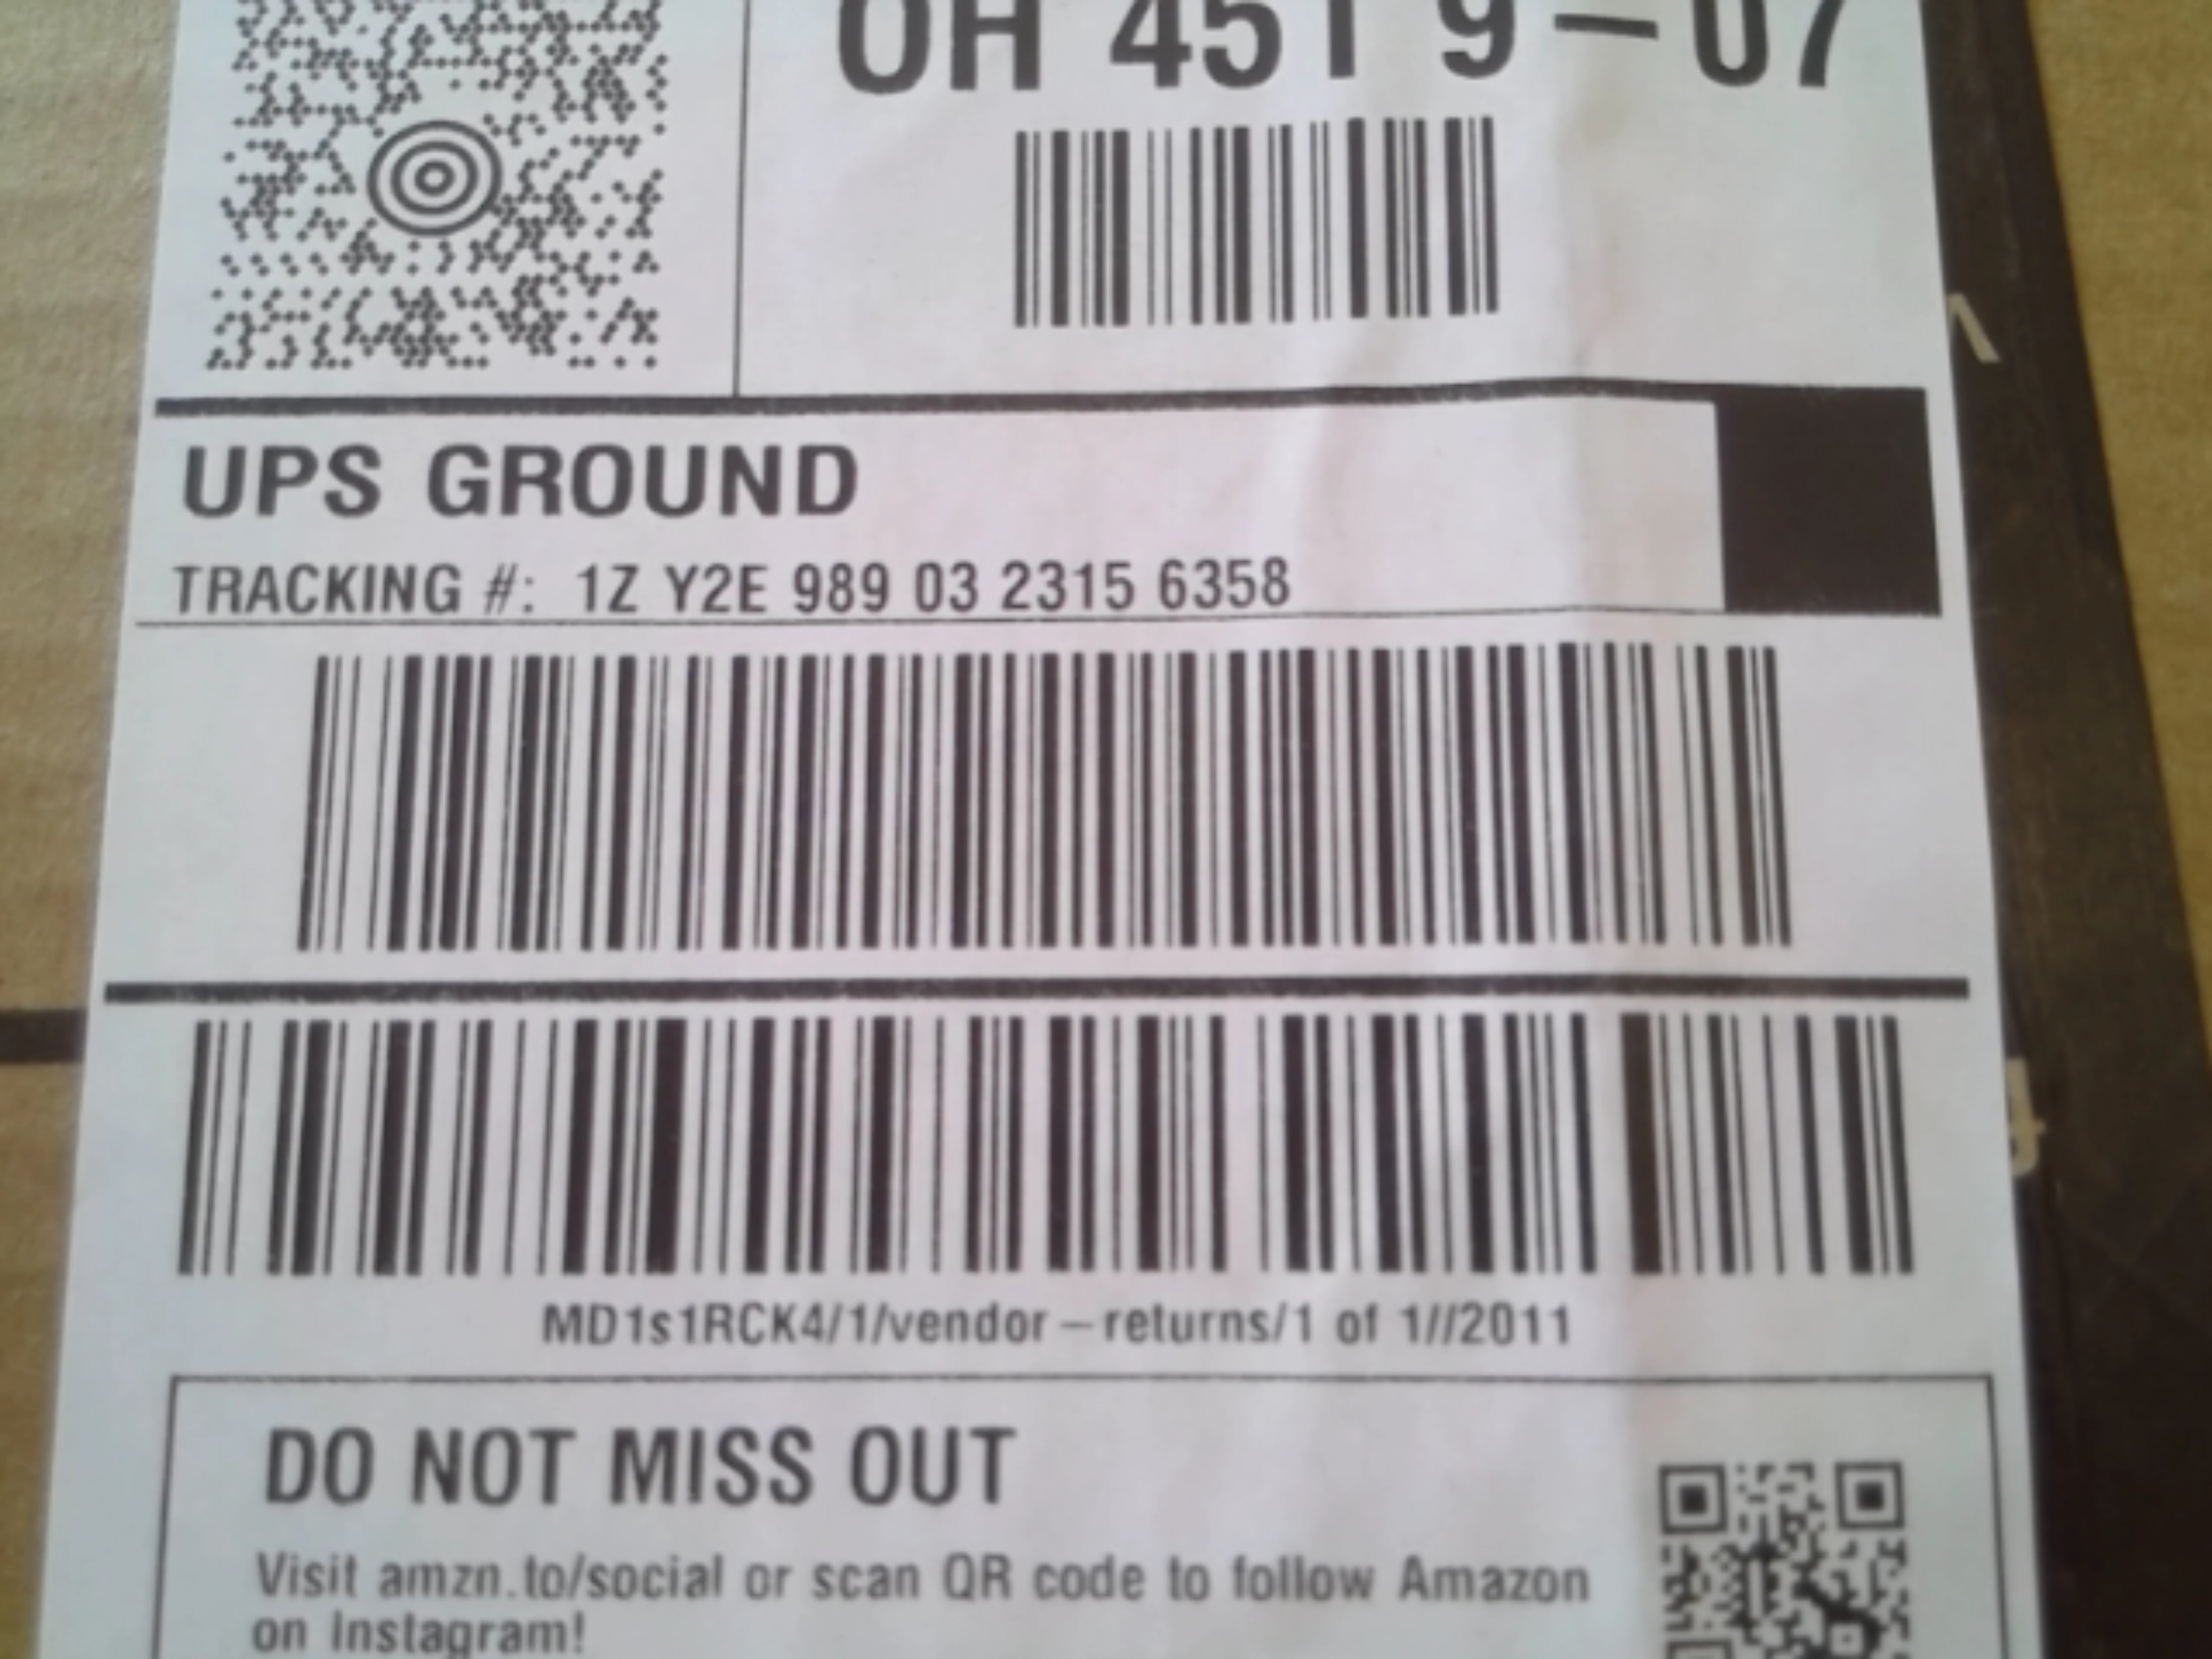 OH 451 9-07
UPS GROUND
TRACKING #: 1Z Y2E 989 03 2315 6358
MD1s1RCK4/1/vendor-returns/1 of 1//2011
DO NOT MISS OUT
Visit amzn.to/social or scan QR code to follow Amazon
on Instagram!